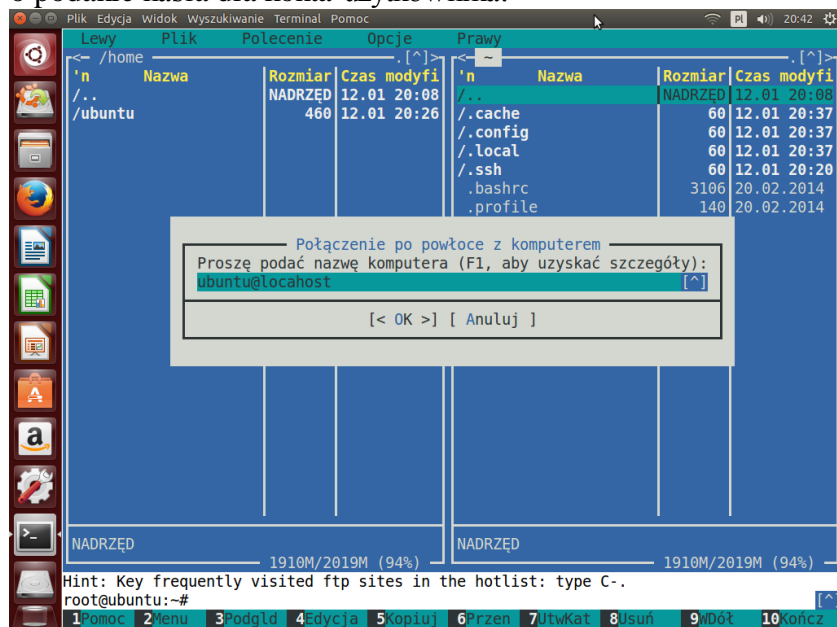 o podanie hasła dla konta użytkownika.
Plik Edycja Widok Wyszukiwanie Terminal Pomoc PL 20:42
Lewy Plik Polecenie Opcje Prawy
<- /home .[^]> <- ~ .[^]>
'n Nazwa Rozmiar Czas modyfi 'n Nazwa Rozmiar Czas modyfi
/.. NADRZĘD 12.01 20:08 /.. NADRZĘD 12.01 20:08
/ubuntu 460 12.01 20:26 /.cache 60 12.01 20:37
/.config 60 12.01 20:37
/.local 60 12.01 20:37
/.ssh 60 12.01 20:20
.bashrc 3106 20.02.2014
.profile 140 20.02.2014
Połączenie po powłoce z komputerem
Proszę podać nazwę komputera (F1, aby uzyskać szczegóły):
ubuntu@locahost [^]
[< OK >] [ Anuluj ]
NADRZĘD NADRZĘD
1910M/2019M (94%) 1910M/2019M (94%)
Hint: Key frequently visited ftp sites in the hotlist: type C-.
root@ubuntu:~# [^
1Pomoc 2Menu 3Podgld 4Edycja 5Kopiuj 6Przen 7UtwKat 8Usuń 9WDół 10Kończ